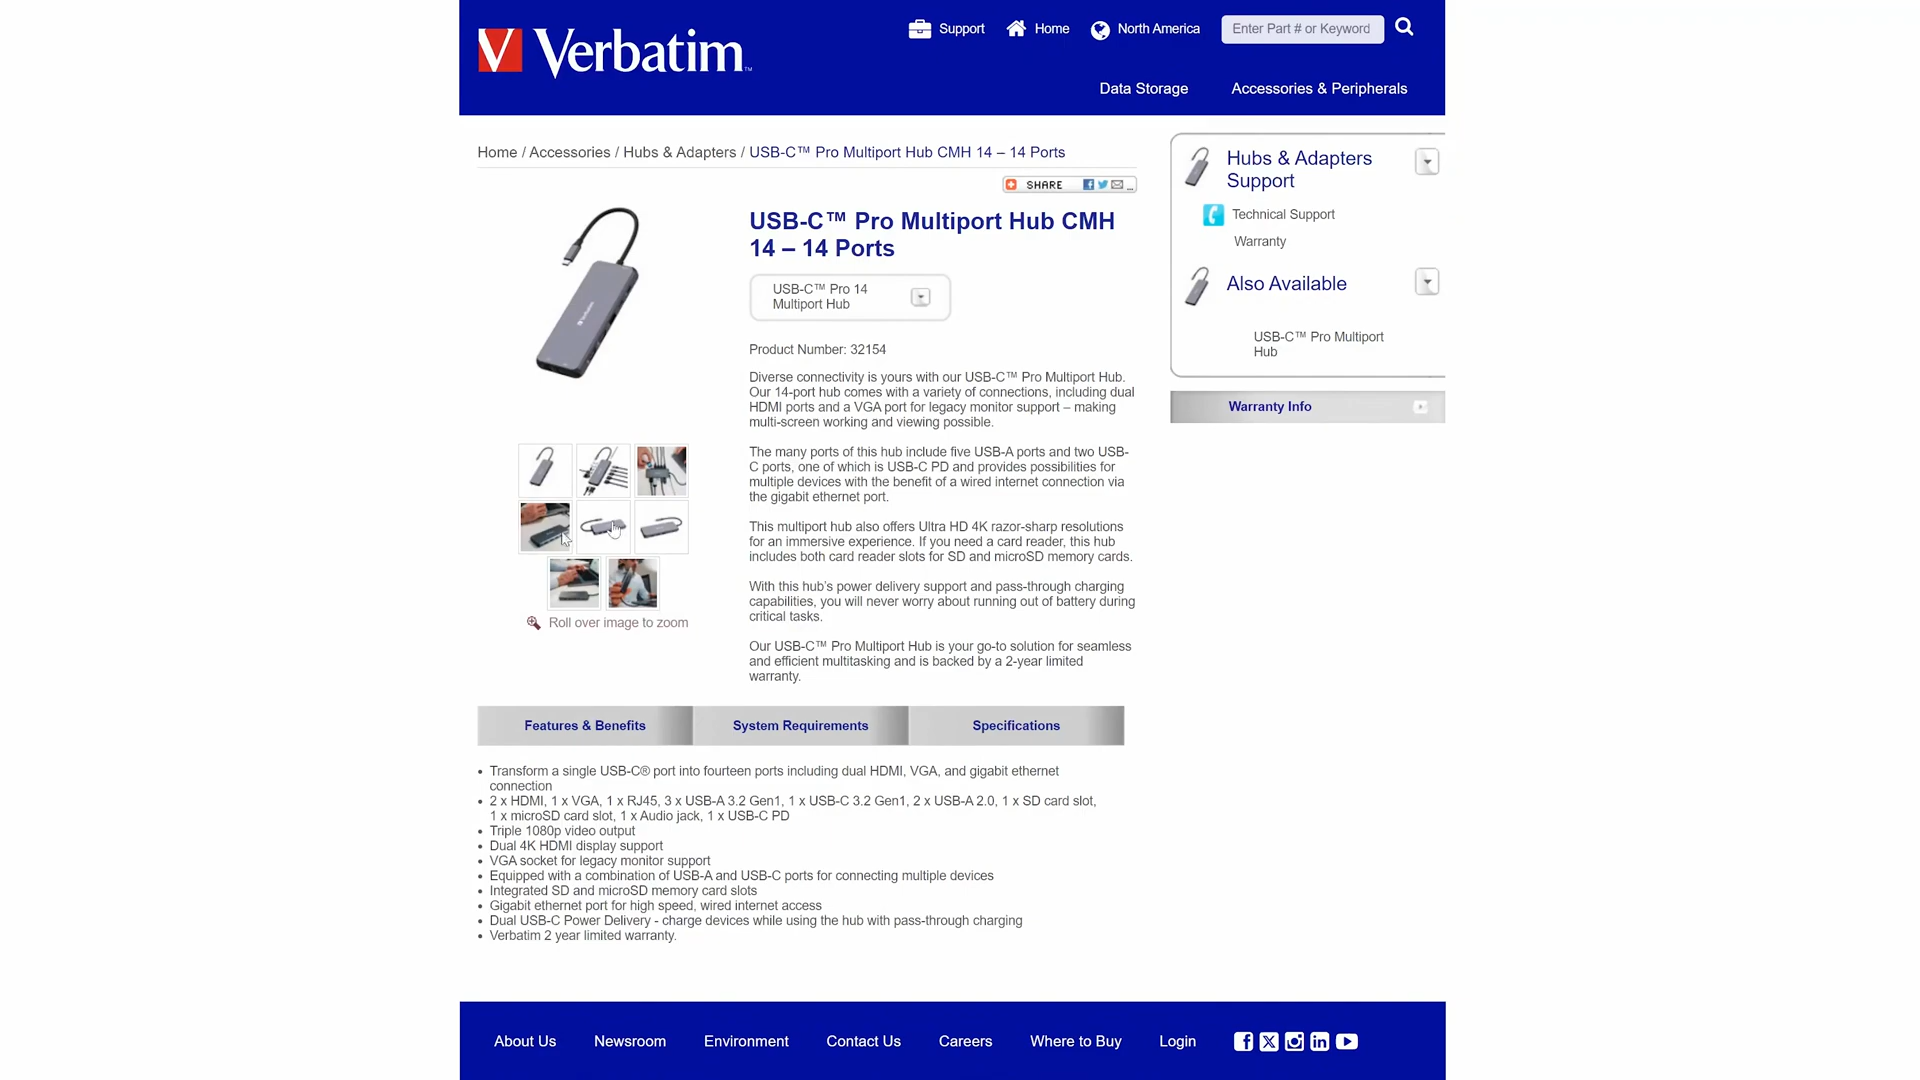 Support
Home
North America
Enter Part # or Keyword
V Verbatim™
Data Storage
Accessories & Peripherals
Home / Accessories / Hubs & Adapters / USB-C™ Pro Multiport Hub CMH 14 – 14 Ports
SHARE
...
USB-C™ Pro Multiport Hub CMH
14 – 14 Ports
USB-C™ Pro 14
Multiport Hub
Product Number: 32154
Diverse connectivity is yours with our USB-C™ Pro Multiport Hub.
Our 14-port hub comes with a variety of connections, including dual
HDMI ports and a VGA port for legacy monitor support – making
multi-screen working and viewing possible.
The many ports of this hub include five USB-A ports and two USB-
C ports, one of which is USB-C PD and provides possibilities for
multiple devices with the benefit of a wired internet connection via
the gigabit ethernet port.
This multiport hub also offers Ultra HD 4K razor-sharp resolutions
for an immersive experience. If you need a card reader, this hub
includes both card reader slots for SD and microSD memory cards.
With this hub's power delivery support and pass-through charging
capabilities, you will never worry about running out of battery during
critical tasks.
Our USB-C™ Pro Multiport Hub is your go-to solution for seamless
and efficient multitasking and is backed by a 2-year limited
warranty.
Verbatim
Roll over image to zoom
Hubs & Adapters
Support
Technical Support
Warranty
Also Available
USB-C™ Pro Multiport
Hub
Warranty Info
Features & Benefits
System Requirements
Specifications
• Transform a single USB-C® port into fourteen ports including dual HDMI, VGA, and gigabit ethernet
connection
• 2 x HDMI, 1 x VGA, 1 x RJ45, 3 x USB-A 3.2 Gen1, 1 x USB-C 3.2 Gen1, 2 x USB-A 2.0, 1 x SD card slot,
1 x microSD card slot, 1 x Audio jack, 1 x USB-C PD
• Triple 1080p video output
• Dual 4K HDMI display support
• VGA socket for legacy monitor support
• Equipped with a combination of USB-A and USB-C ports for connecting multiple devices
• Integrated SD and microSD memory card slots
• Gigabit ethernet port for high speed, wired internet access
• Dual USB-C Power Delivery - charge devices while using the hub with pass-through charging
• Verbatim 2 year limited warranty.
About Us
Newsroom
Environment
Contact Us
Careers
Where to Buy
Login